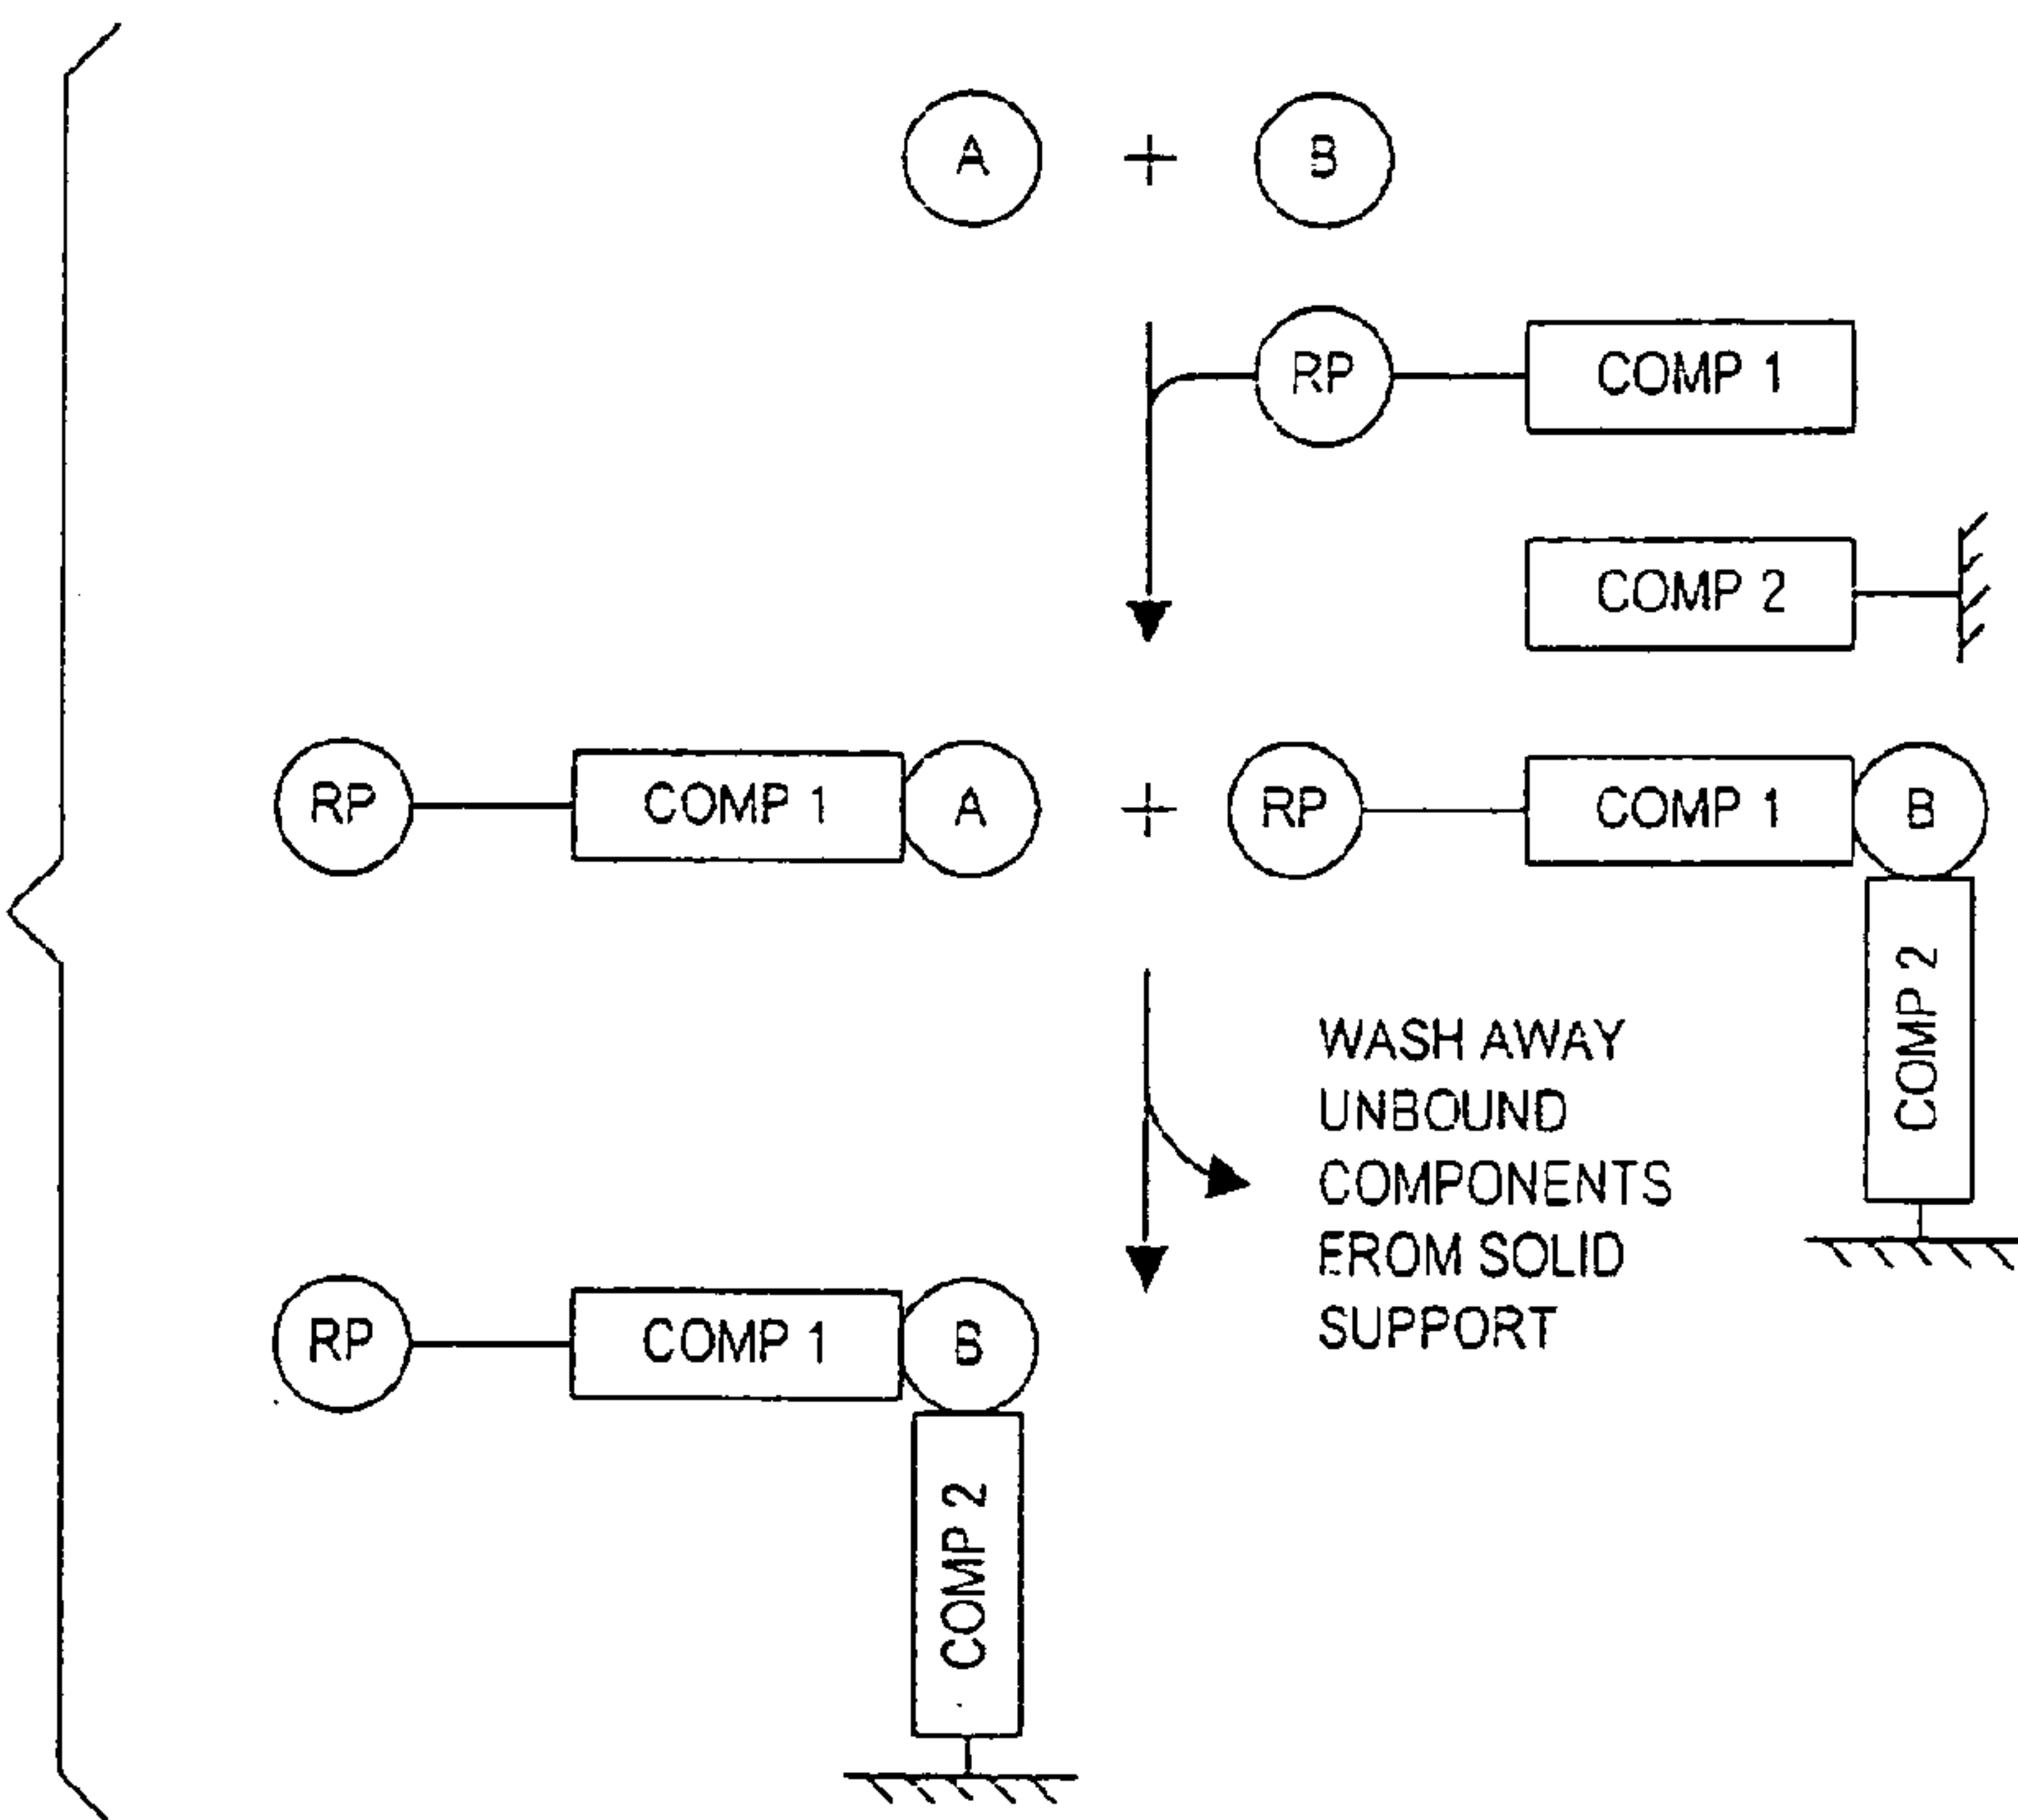 A + B
RP COMP 1
COMP 2
RP COMP 1 A + RP COMP 1 B
COMP 2
WASH AWAY
UNBOUND
COMPONENTS
FROM SOLID
SUPPORT
RP COMP 1 B
COMP 2